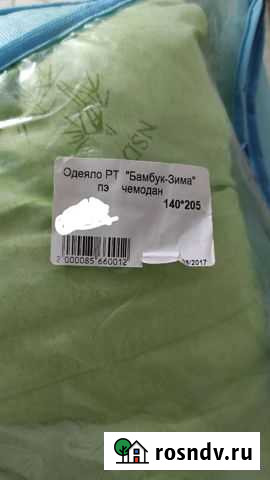 Одеяло РТ "Бамбук-Зима"
пэ чемодан
140*205
2 000085 660012
/2017
rosndv.ru